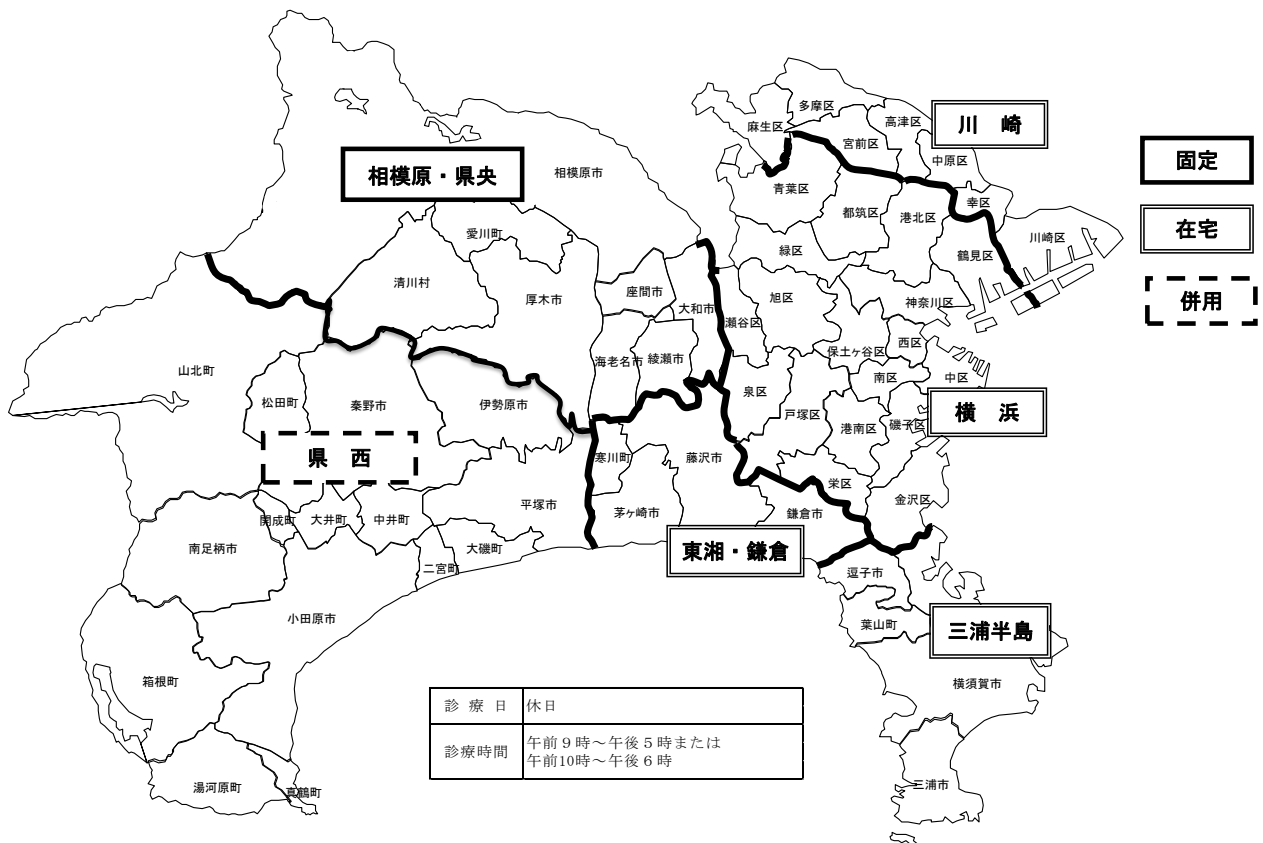 多摩区
麻生区
高津区
川　崎
宮前区
中原区
固定
相模原・県央
相模原市
青葉区
幸区
都筑区
港北区
川崎区
在宅
愛川町
緑区
鶴見区
清川村
厚木市
座間市
旭区
大和市
神奈川区
併用
瀬谷区
海老名市
綾瀬市
保土ヶ谷区
西区
山北町
南区
中区
松田町
秦野市
伊勢原市
泉区
戸塚区
港南区
磯子区
横　浜
県　西
寒川町
藤沢市
栄区
金沢区
開成町
大井町
中井町
平塚市
茅ヶ崎市
鎌倉市
南足柄市
大磯町
二宮町
東湘・鎌倉
逗子市
小田原市
葉山町
三浦半島
箱根町
横須賀市
診 療 日
休日
診療時間
午前９時～午後５時または
午前10時～午後６時
湯河原町
真鶴町
三浦市